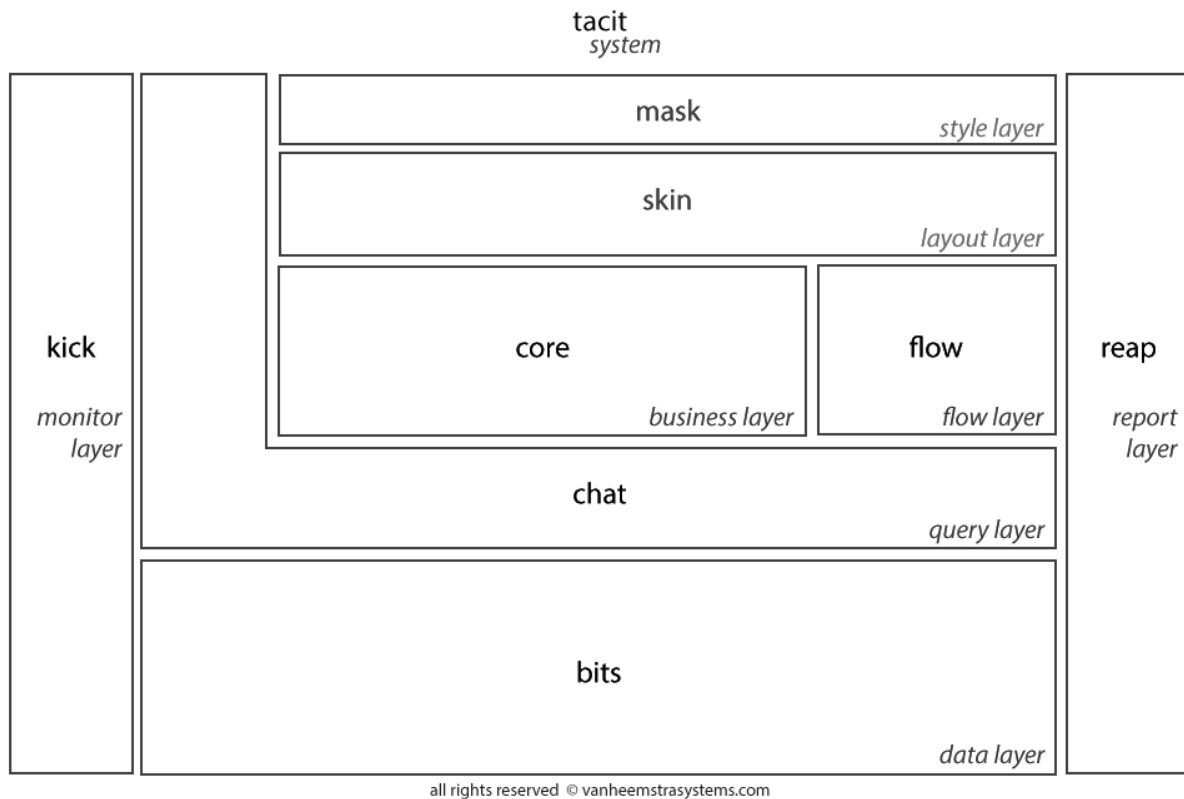 tacit
system
mask
style layer
skin
layout layer
kick
monitor
layer
core
business layer
flow
flow layer
reap
report
layer
chat
query layer
bits
data layer
all rights reserved © vanheemstrasystems.com